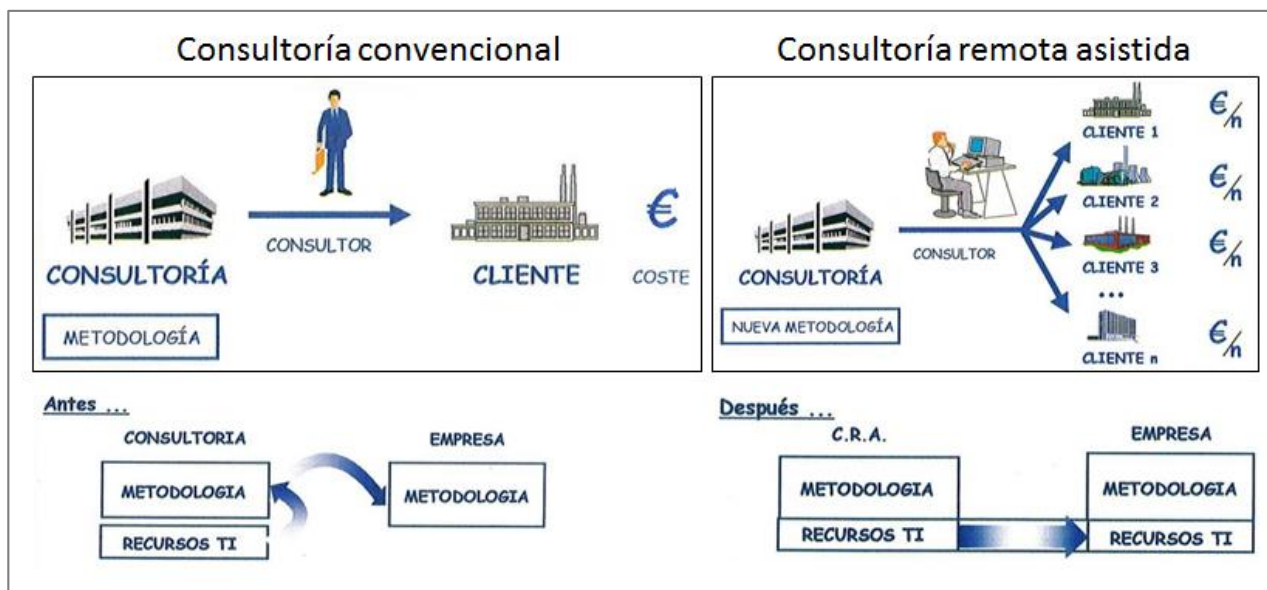 Consultoría convencional
CONSULTOR
CONSULTORÍA
CLIENTE
€
COSTE
METODOLOGÍA
Consultoría remota asistida
CONSULTORÍA
CONSULTOR
NUEVA METODOLOGÍA
CLIENTE 1
€/n
CLIENTE 2
€/n
CLIENTE 3
€/n
...
CLIENTE n
€/n
Antes ...
CONSULTORIA
METODOLOGIA
RECURSOS TI
EMPRESA
METODOLOGIA
Después ...
C.R.A.
METODOLOGIA
RECURSOS TI
EMPRESA
METODOLOGIA
RECURSOS TI